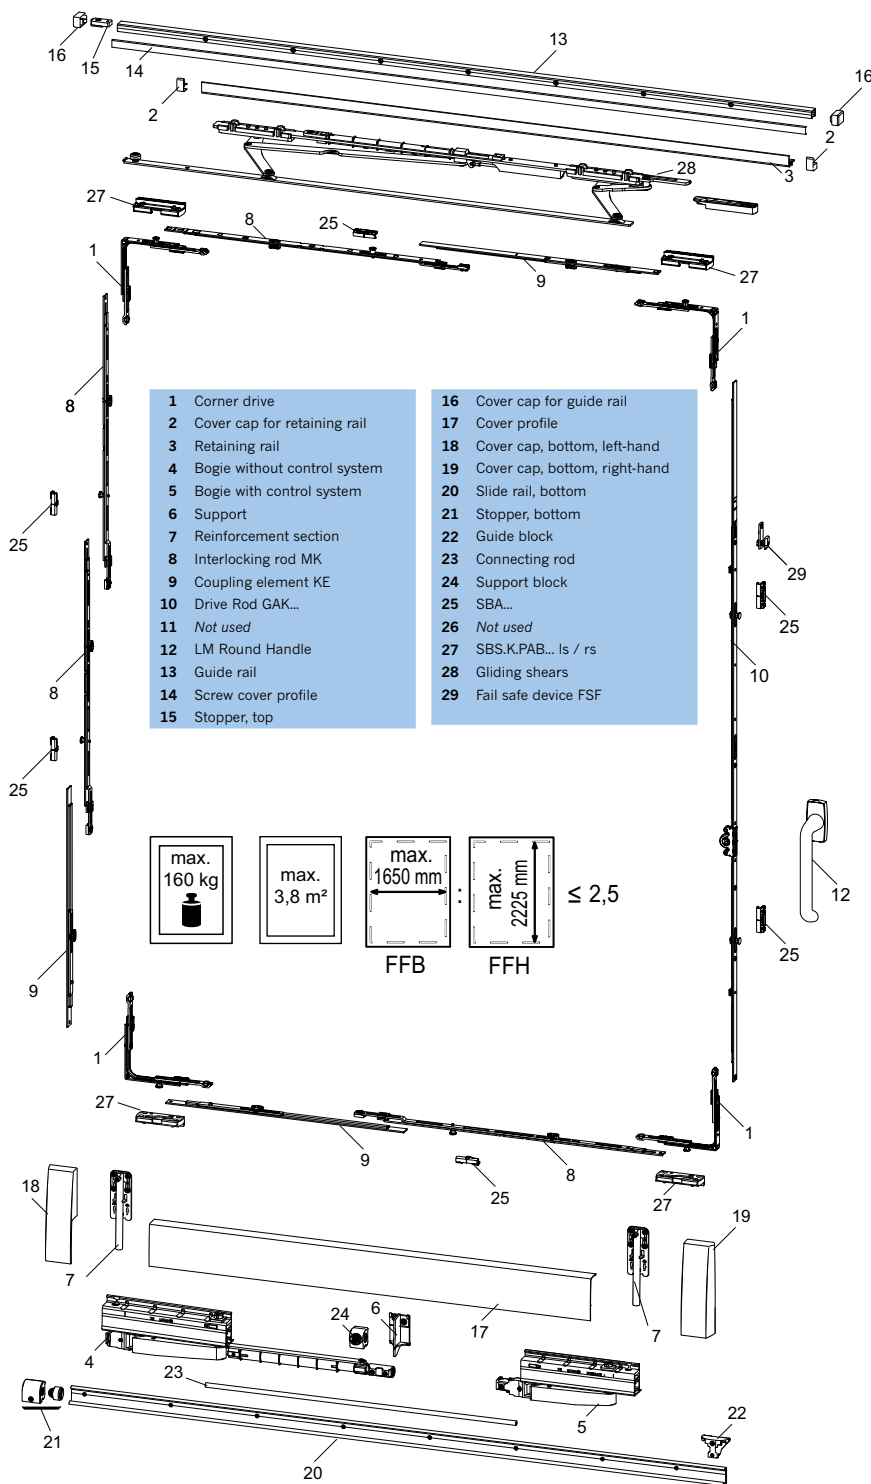 16
15
14
13
16
2
2
3
28
27
8
25
9
27
1
1
8
25
8
25
9
29
25
10
12
25
1 Corner drive
2 Cover cap for retaining rail
3 Retaining rail
4 Bogie without control system
5 Bogie with control system
6 Support
7 Reinforcement section
8 Interlocking rod MK
9 Coupling element KE
10 Drive Rod GAK...
11 Not used
12 LM Round Handle
13 Guide rail
14 Screw cover profile
15 Stopper, top
16 Cover cap for guide rail
17 Cover profile
18 Cover cap, bottom, left-hand
19 Cover cap, bottom, right-hand
20 Slide rail, bottom
21 Stopper, bottom
22 Guide block
23 Connecting rod
24 Support block
25 SBA...
26 Not used
27 SBS.K.PAB... ls / rs
28 Gliding shears
29 Fail safe device FSF
max.
160 kg
max.
3,8 m²
max.
1650 mm
FFB
:
max.
2225 mm
FFH
≤ 2,5
1
1
27
9
8
25
27
18
7
17
7
19
4
24
6
23
5
22
21
20